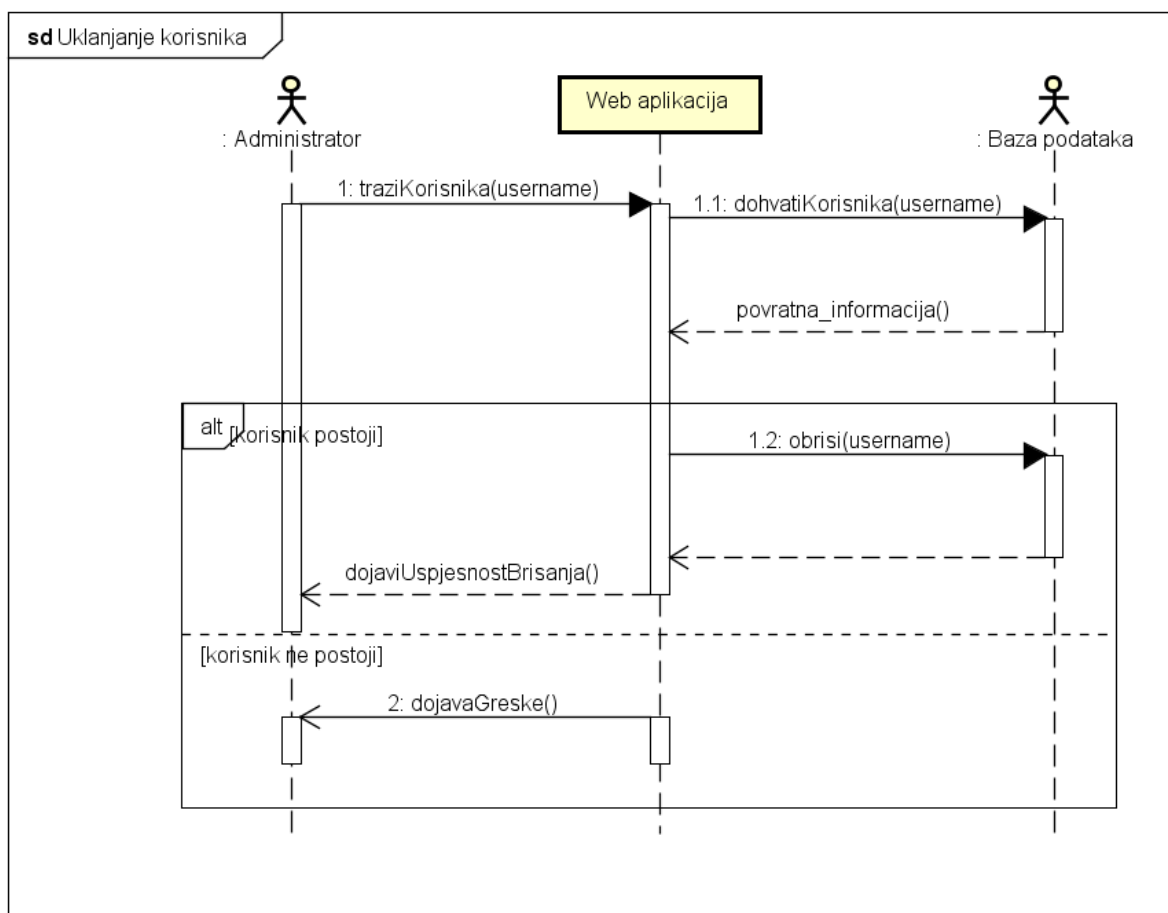 sd Uklanjanje korisnika
: Administrator
Web aplikacija
: Baza podataka
1: traziKorisnika(username)
1.1: dohvatiKorisnika(username)
povratna_informacija()
alt
[korisnik postoji]
1.2: obrisi(username)
dojaviUspjesnostBrisanja()
[korisnik ne postoji]
2: dojavaGreske()